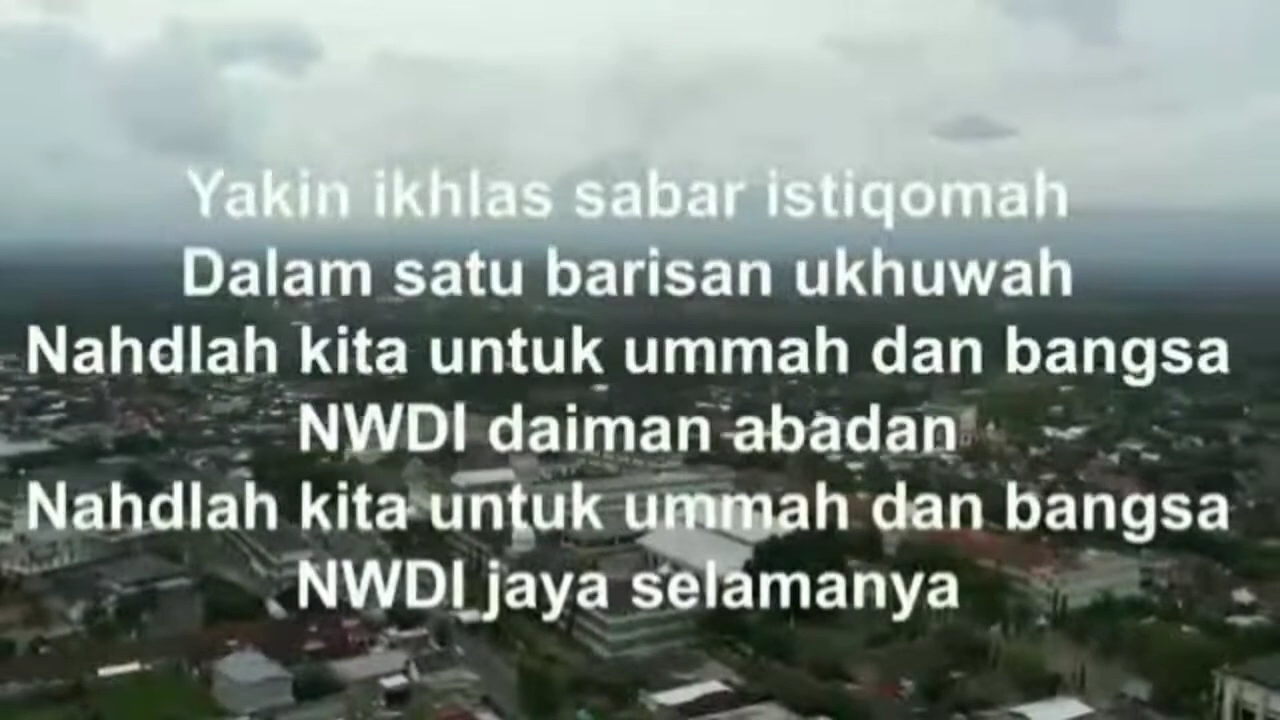 Yakin ikhlas sabar istiqomah
Dalam satu barisan ukhuwah
Nahdlah kita untuk ummah dan bangsa
NWDI daiman abadan
Nahdlah kita untuk ummah dan bangsa
NWDI jaya selamanya